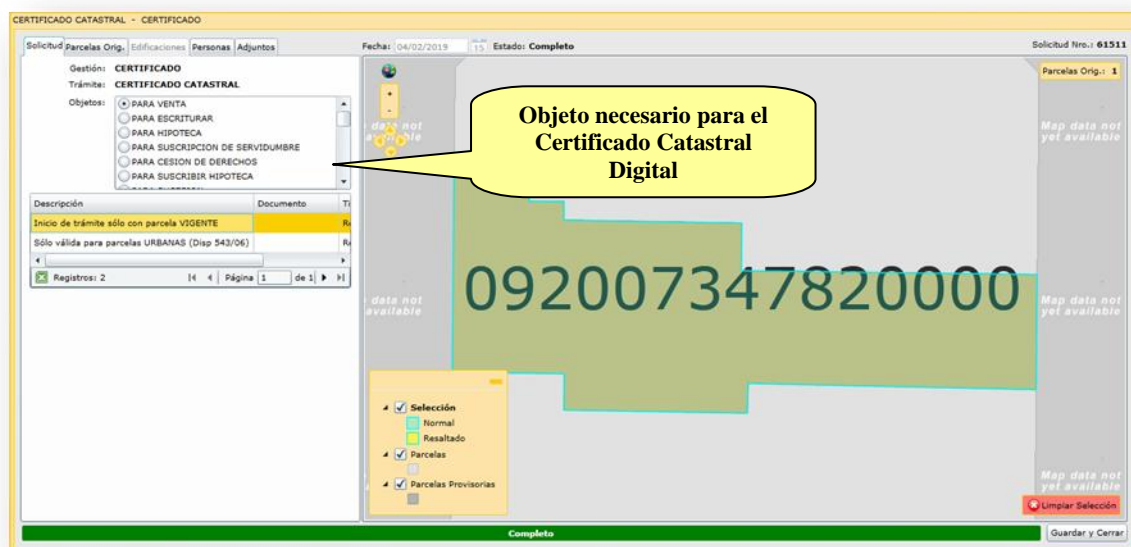 CERTIFICADO CATASTRAL - CERTIFICADO
Solicitud Parcelas Orig. Edificaciones Personas Adjuntos
Fecha: 04/02/2019 15 Estado: Completo
Solicitud Nro.: 61511
Gestión: CERTIFICADO
Trámite: CERTIFICADO CATASTRAL
Objetos: PARA VENTA
PARA ESCRITURAR
PARA HIPOTECA
PARA SUSCRIPCION DE SERVIDUMBRE
PARA CESION DE DERECHOS
PARA SUSCRIBIR HIPOTECA
Descripción Documento Ti
Inicio de trámite sólo con parcela VIGENTE Re
Sólo válida para parcelas URBANAS (Disp 543/06) Re
Registros: 2 Página 1 de 1
+
-
Parcelas Orig.: 1
Objeto necesario para el
Certificado Catastral
Digital
Map data not
yet available
092007347820000
data not
available
Map data not
yet available
Selección
Normal
Resaltado
Parcelas
Parcelas Provisorias
Map data not
yet available
Limpiar Selección
Completo
Guardar y Cerrar